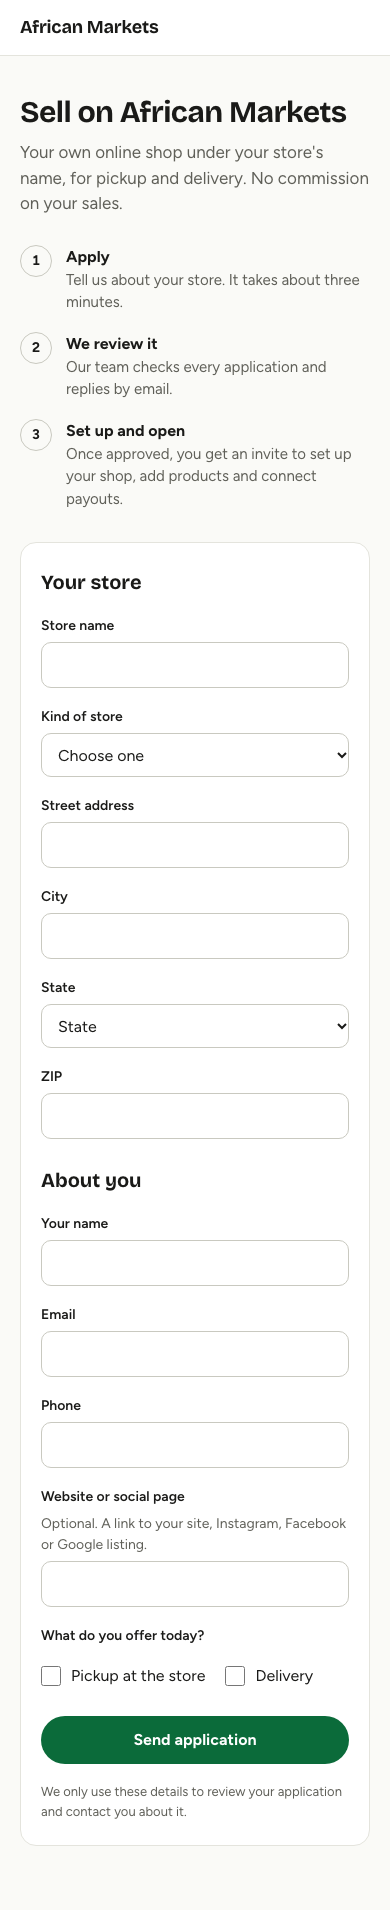 African Markets
Sell on African Markets
Your own online shop under your store's
name, for pickup and delivery. No commission
on your sales.
1
Apply
Tell us about your store. It takes about three
minutes.
2
We review it
Our team checks every application and
replies by email.
3
Set up and open
Once approved, you get an invite to set up
your shop, add products and connect
payouts.
Your store
Store name
Kind of store
Choose one
Street address
City
State
State
ZIP
About you
Your name
Email
Phone
Website or social page
Optional. A link to your site, Instagram, Facebook
or Google listing.
What do you offer today?
Pickup at the store Delivery
Send application
We only use these details to review your application
and contact you about it.